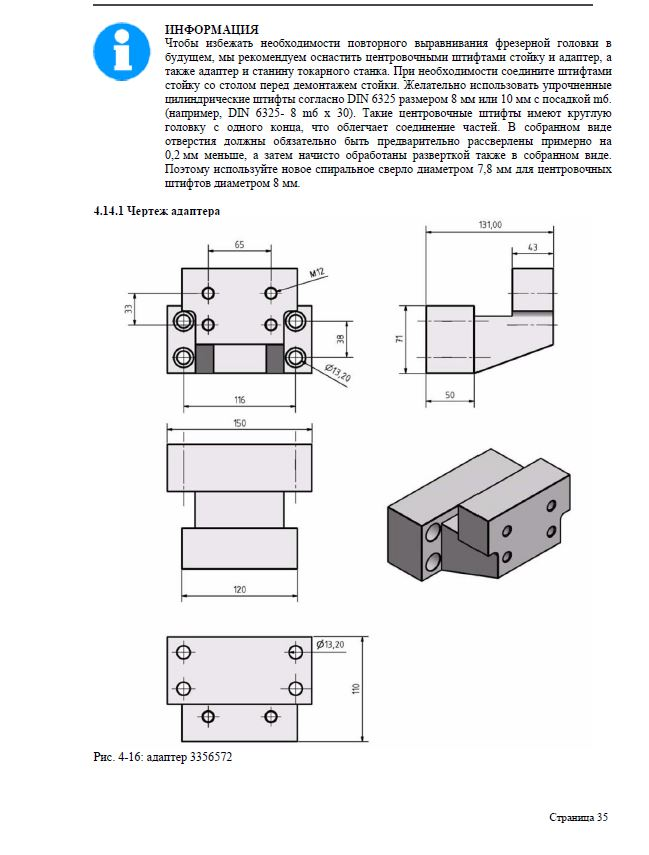 ИНФОРМАЦИЯ
Чтобы избежать необходимости повторного выравнивания фрезерной головки в
будущем, мы рекомендуем оснастить центровочными штифтами стойку и адаптер, а
также адаптер и станину токарного станка. При необходимости соедините штифтами
стойку со столом перед демонтажем стойки. Желательно использовать упрочненные
цилиндрические штифты согласно DIN 6325 размером 8 мм или 10 мм с посадкой m6.
(например, DIN 6325- 8 m6 x 30). Такие центровочные штифты имеют круглую
головку с одного конца, что облегчает соединение частей. В собранном виде
отверстия должны обязательно быть предварительно рассверлены примерно на
0,2 мм меньше, а затем начисто обработаны разверткой также в собранном виде.
Поэтому используйте новое спиральное сверло диаметром 7,8 мм для центровочных
штифтов диаметром 8 мм.
4.14.1 Чертеж адаптера
65
M12
33
38
Ø13,20
116
131,00
43
71
50
150
120
Ø13,20
110
Рис. 4-16: адаптер 3356572
Страница 35